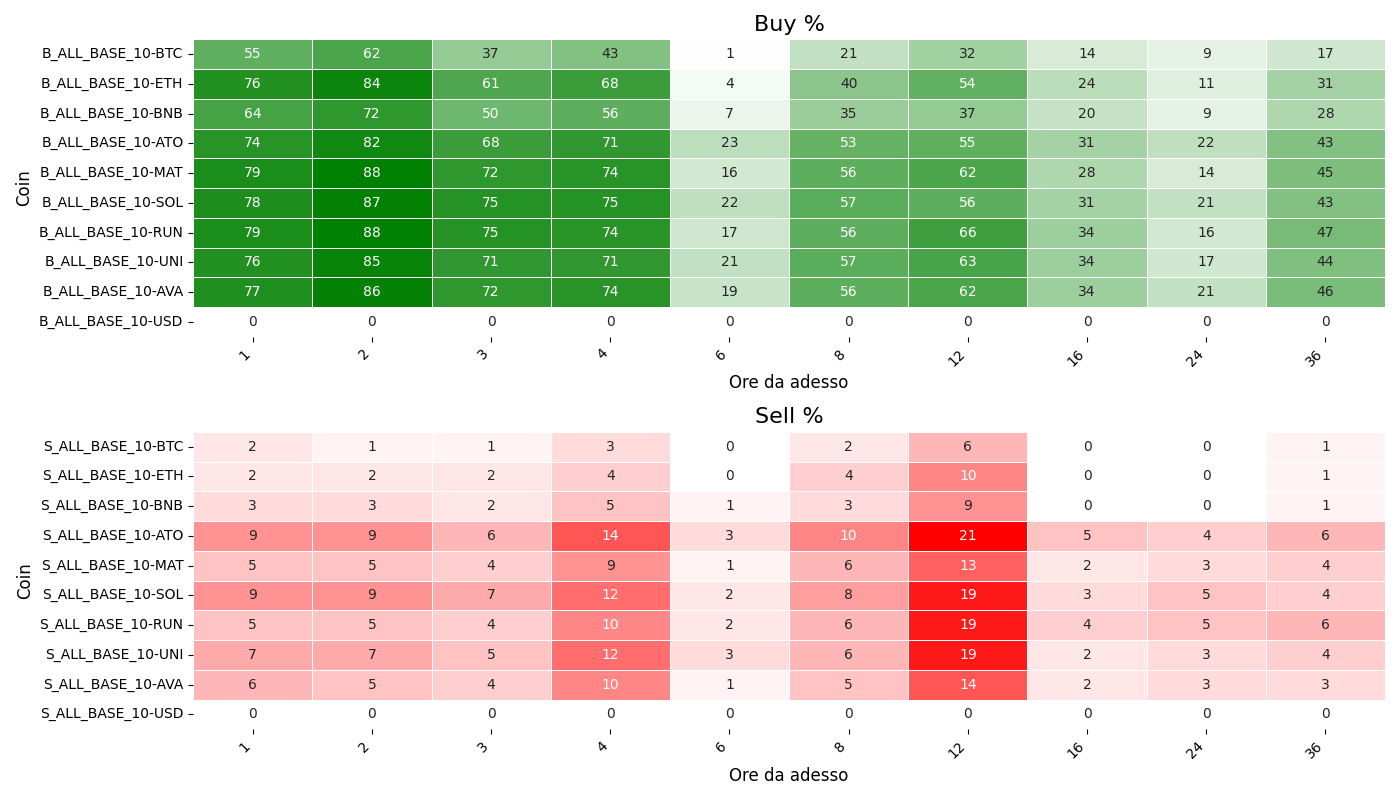 Buy %
B_ALL_BASE_10-BTC 55 62 37 43 1 21 32 14 9 17
B_ALL_BASE_10-ETH 76 84 61 68 4 40 54 24 11 31
B_ALL_BASE_10-BNB 64 72 50 56 7 35 37 20 9 28
B_ALL_BASE_10-ATO 74 82 68 71 23 53 55 31 22 43
B_ALL_BASE_10-MAT 79 88 72 74 16 56 62 28 14 45
B_ALL_BASE_10-SOL 78 87 75 75 22 57 56 31 21 43
B_ALL_BASE_10-RUN 79 88 75 74 17 56 66 34 16 47
B_ALL_BASE_10-UNI 76 85 71 71 21 57 63 34 17 44
B_ALL_BASE_10-AVA 77 86 72 74 19 56 62 34 21 46
B_ALL_BASE_10-USD 0 0 0 0 0 0 0 0 0 0
Coin
1 2 3 4 6 8 12 16 24 36
Ore da adesso
Sell %
S_ALL_BASE_10-BTC 2 1 1 3 0 2 6 0 0 1
S_ALL_BASE_10-ETH 2 2 2 4 0 4 10 0 0 1
S_ALL_BASE_10-BNB 3 3 2 5 1 3 9 0 0 1
S_ALL_BASE_10-ATO 9 9 6 14 3 10 21 5 4 6
S_ALL_BASE_10-MAT 5 5 4 9 1 6 13 2 3 4
S_ALL_BASE_10-SOL 9 9 7 12 2 8 19 3 5 4
S_ALL_BASE_10-RUN 5 5 4 10 2 6 19 4 5 6
S_ALL_BASE_10-UNI 7 7 5 12 3 6 19 2 3 4
S_ALL_BASE_10-AVA 6 5 4 10 1 5 14 2 3 3
S_ALL_BASE_10-USD 0 0 0 0 0 0 0 0 0 0
Coin
1 2 3 4 6 8 12 16 24 36
Ore da adesso